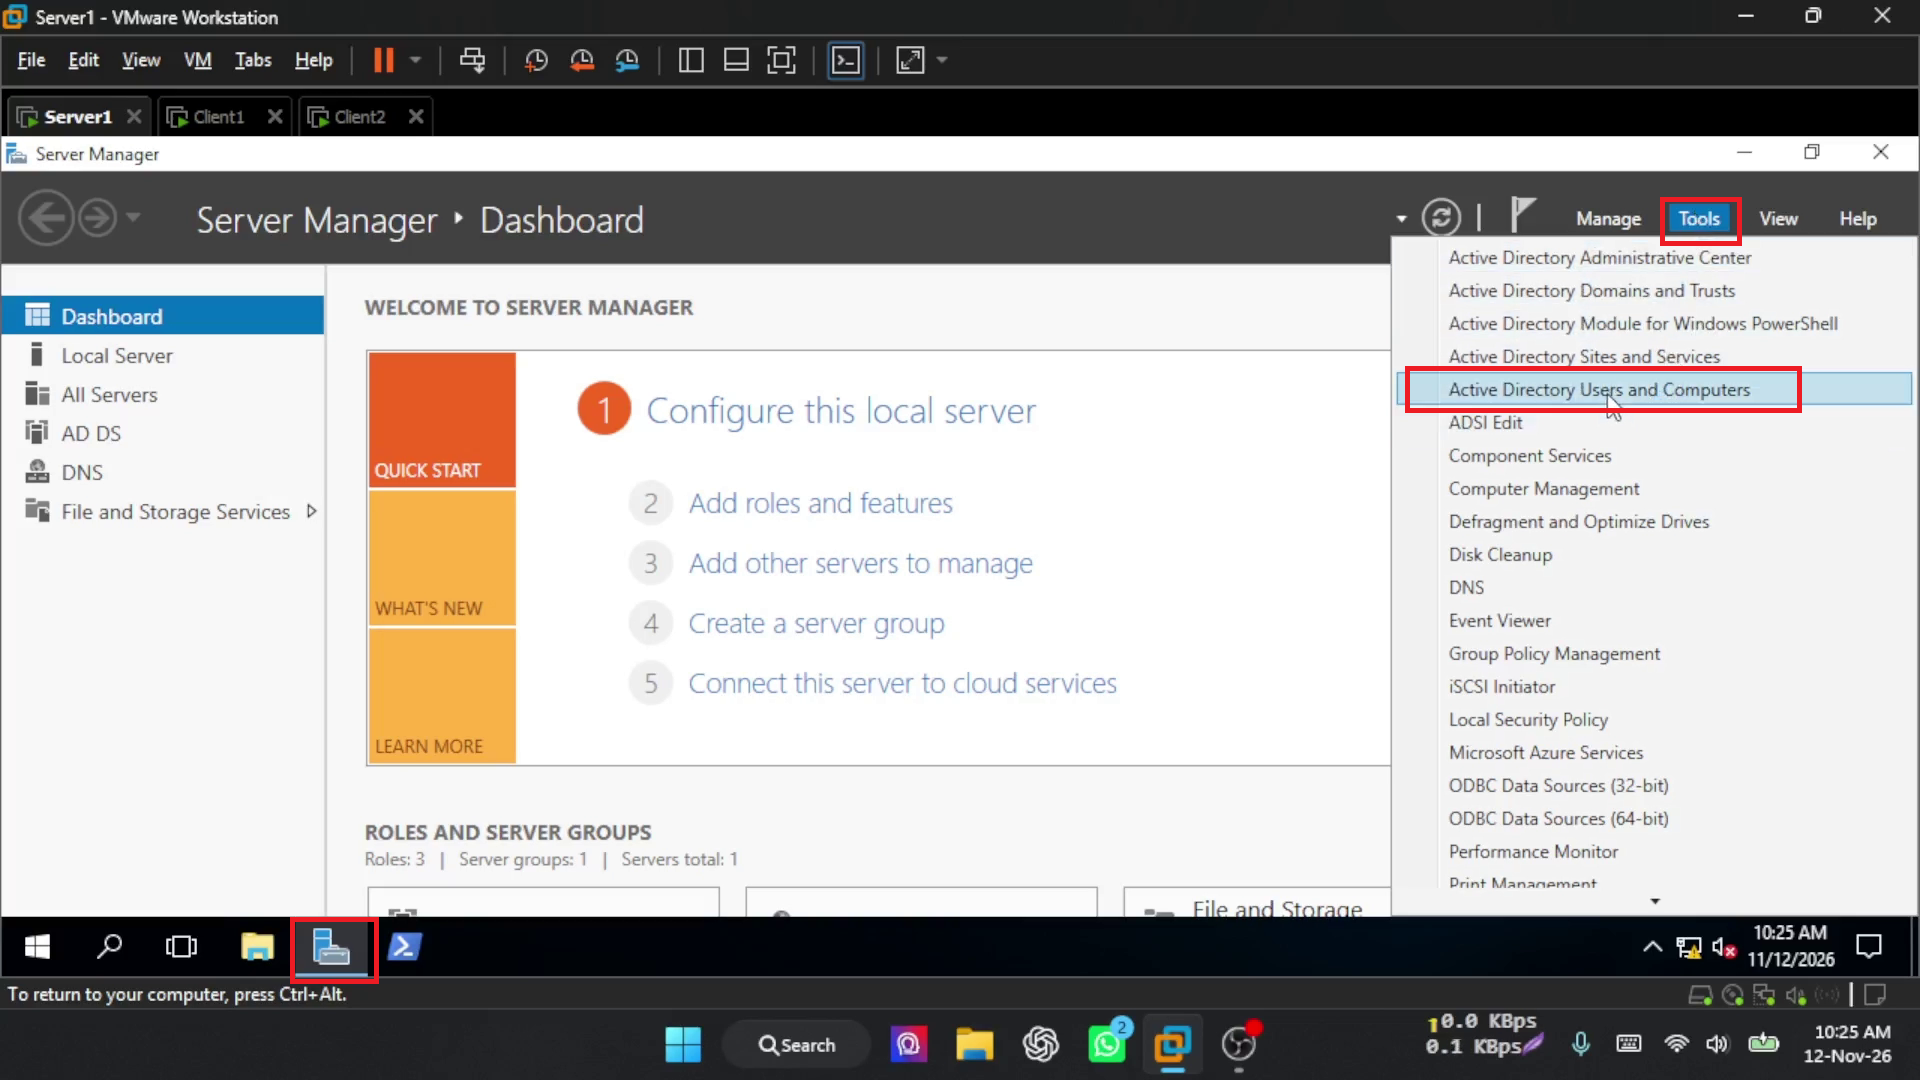 Server1 - VMware Workstation
File Edit View VM Tabs Help
Server1 Client1 Client2
Server Manager
Server Manager Dashboard
Manage Tools View Help
Dashboard
Local Server
All Servers
AD DS
DNS
File and Storage Services
WELCOME TO SERVER MANAGER
QUICK START
WHAT'S NEW
LEARN MORE
1 Configure this local server
2 Add roles and features
3 Add other servers to manage
4 Create a server group
5 Connect this server to cloud services
ROLES AND SERVER GROUPS
Roles: 3 | Server groups: 1 | Servers total: 1
File and Storage
Active Directory Administrative Center
Active Directory Domains and Trusts
Active Directory Module for Windows PowerShell
Active Directory Sites and Services
Active Directory Users and Computers
ADSI Edit
Component Services
Computer Management
Defragment and Optimize Drives
Disk Cleanup
DNS
Event Viewer
Group Policy Management
iSCSI Initiator
Local Security Policy
Microsoft Azure Services
ODBC Data Sources (32-bit)
ODBC Data Sources (64-bit)
Performance Monitor
Print Management
10:25 AM
11/12/2026
To return to your computer, press Ctrl+Alt.
Search
2
0.0 KBps
0.1 KBps
10:25 AM
12-Nov-26